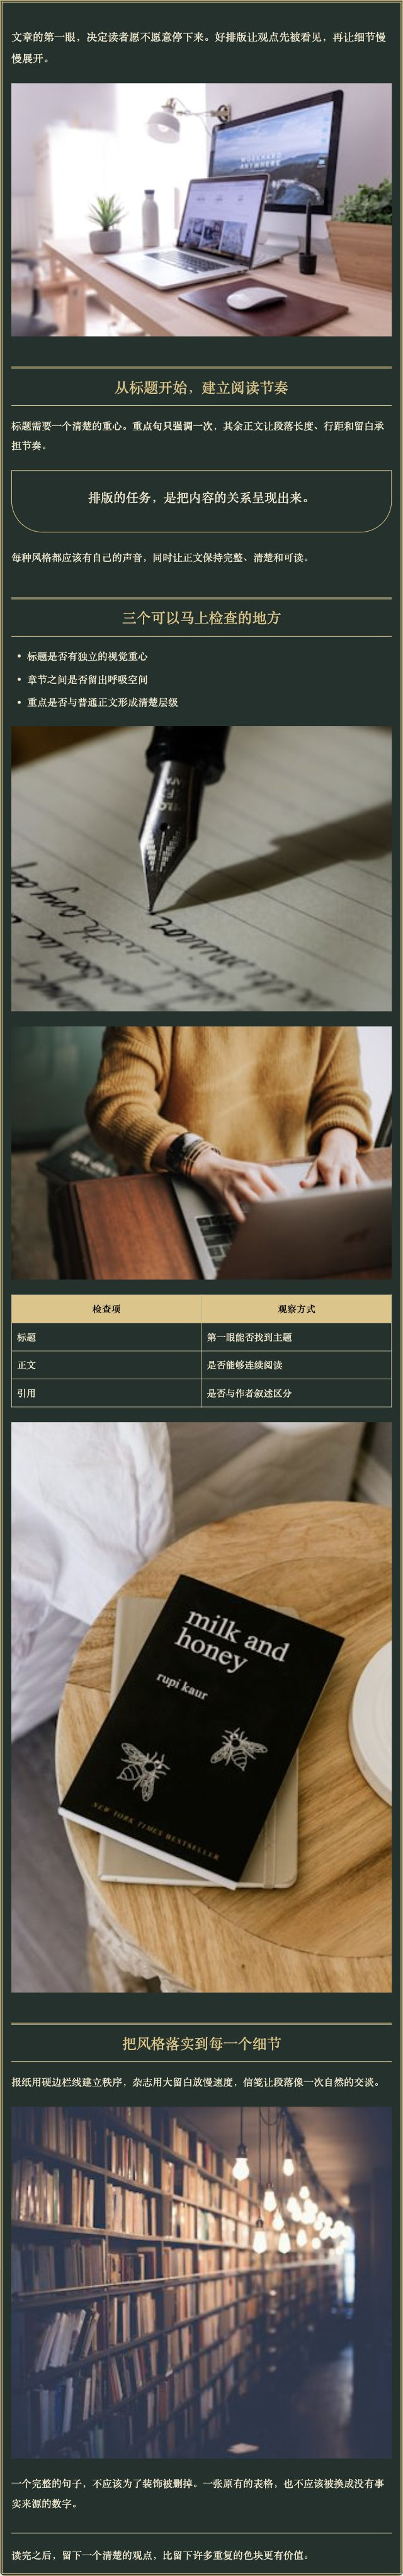 文章的第一眼，决定读者愿不愿意停下来。好排版让观点先被看见，再让细节慢
慢展开。
从标题开始，建立阅读节奏
标题需要一个清楚的重心。重点句只强调一次，其余正文让段落长度、行距和留白承
担节奏。
排版的任务，是把内容的关系呈现出来。
每种风格都应该有自己的声音，同时让正文保持完整、清楚和可读。
三个可以马上检查的地方
• 标题是否有独立的视觉重心
• 章节之间是否留出呼吸空间
• 重点是否与普通正文形成清楚层级
检查项 观察方式
标题 第一眼能否找到主题
正文 是否能够连续阅读
引用 是否与作者叙述区分
milk and
honey
rupi kaur
NEW YORK TIMES BESTSELLER
把风格落实到每一个细节
报纸用硬边栏线建立秩序，杂志用大留白放慢速度，信笺让段落像一次自然的交谈。
一个完整的句子，不应该为了装饰被删掉。一张原有的表格，也不应该被换成没有事
实来源的数字。
读完之后，留下一个清楚的观点，比留下许多重复的色块更有价值。